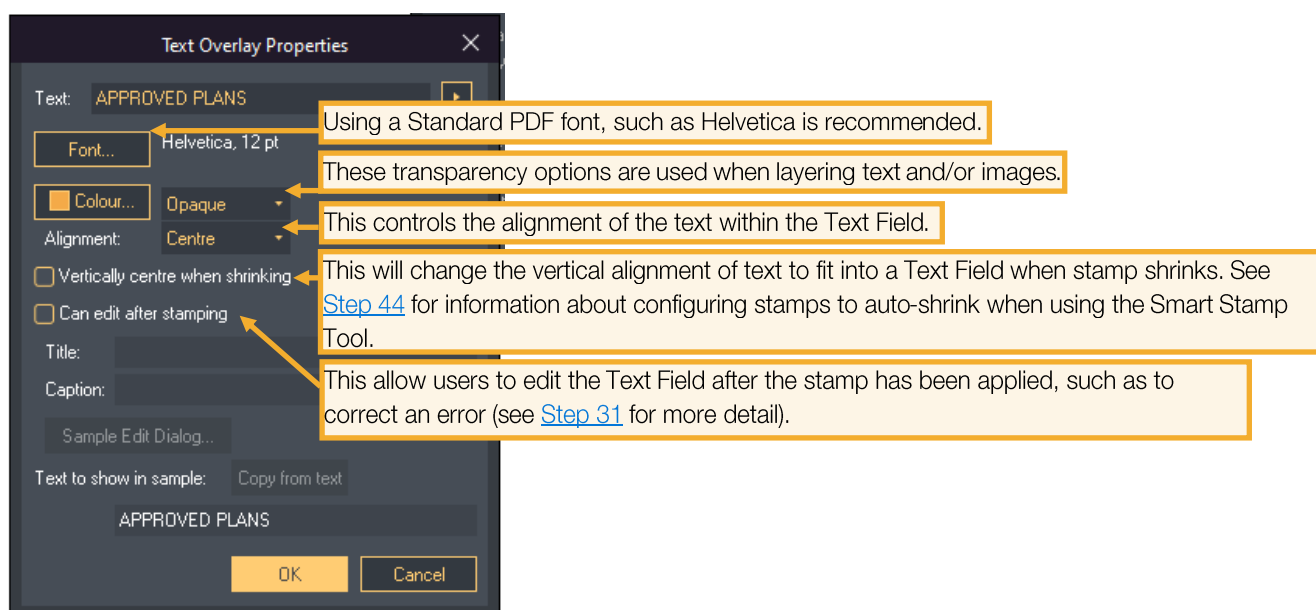 Text Overlay Properties
Text: APPROVED PLANS
Using a Standard PDF font, such as Helvetica is recommended.
Font... Helvetica, 12 pt
These transparency options are used when layering text and/or images.
Colour... Opaque
This controls the alignment of the text within the Text Field.
Alignment: Centre
Vertically centre when shrinking
This will change the vertical alignment of text to fit into a Text Field when stamp shrinks. See
Step 44 for information about configuring stamps to auto-shrink when using the Smart Stamp
Tool.
Can edit after stamping
Title:
This allow users to edit the Text Field after the stamp has been applied, such as to
correct an error (see Step 31 for more detail).
Caption:
Sample Edit Dialog...
Text to show in sample: Copy from text
APPROVED PLANS
OK Cancel